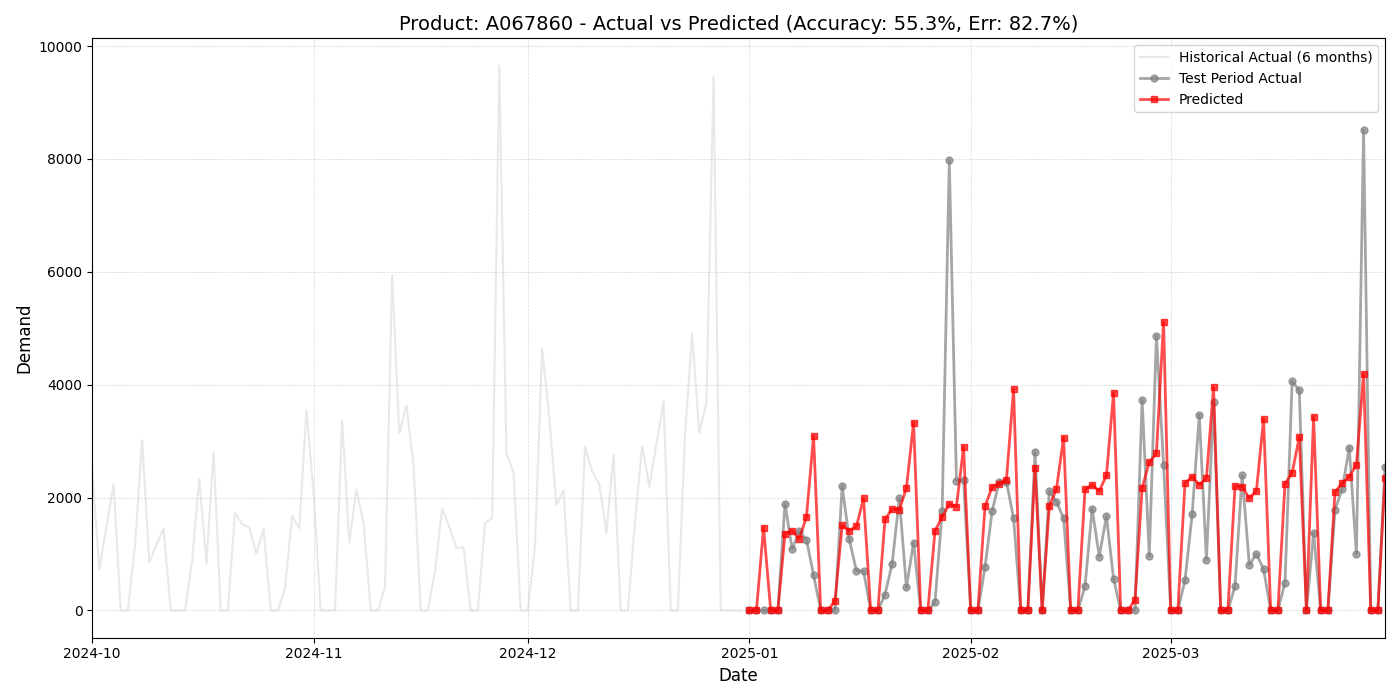 Product: A067860 - Actual vs Predicted (Accuracy: 55.3%, Err: 82.7%)
Historical Actual (6 months)
Test Period Actual
Predicted
Demand
10000
8000
6000
4000
2000
0
2024-10
2024-11
2024-12
2025-01
2025-02
2025-03
Date